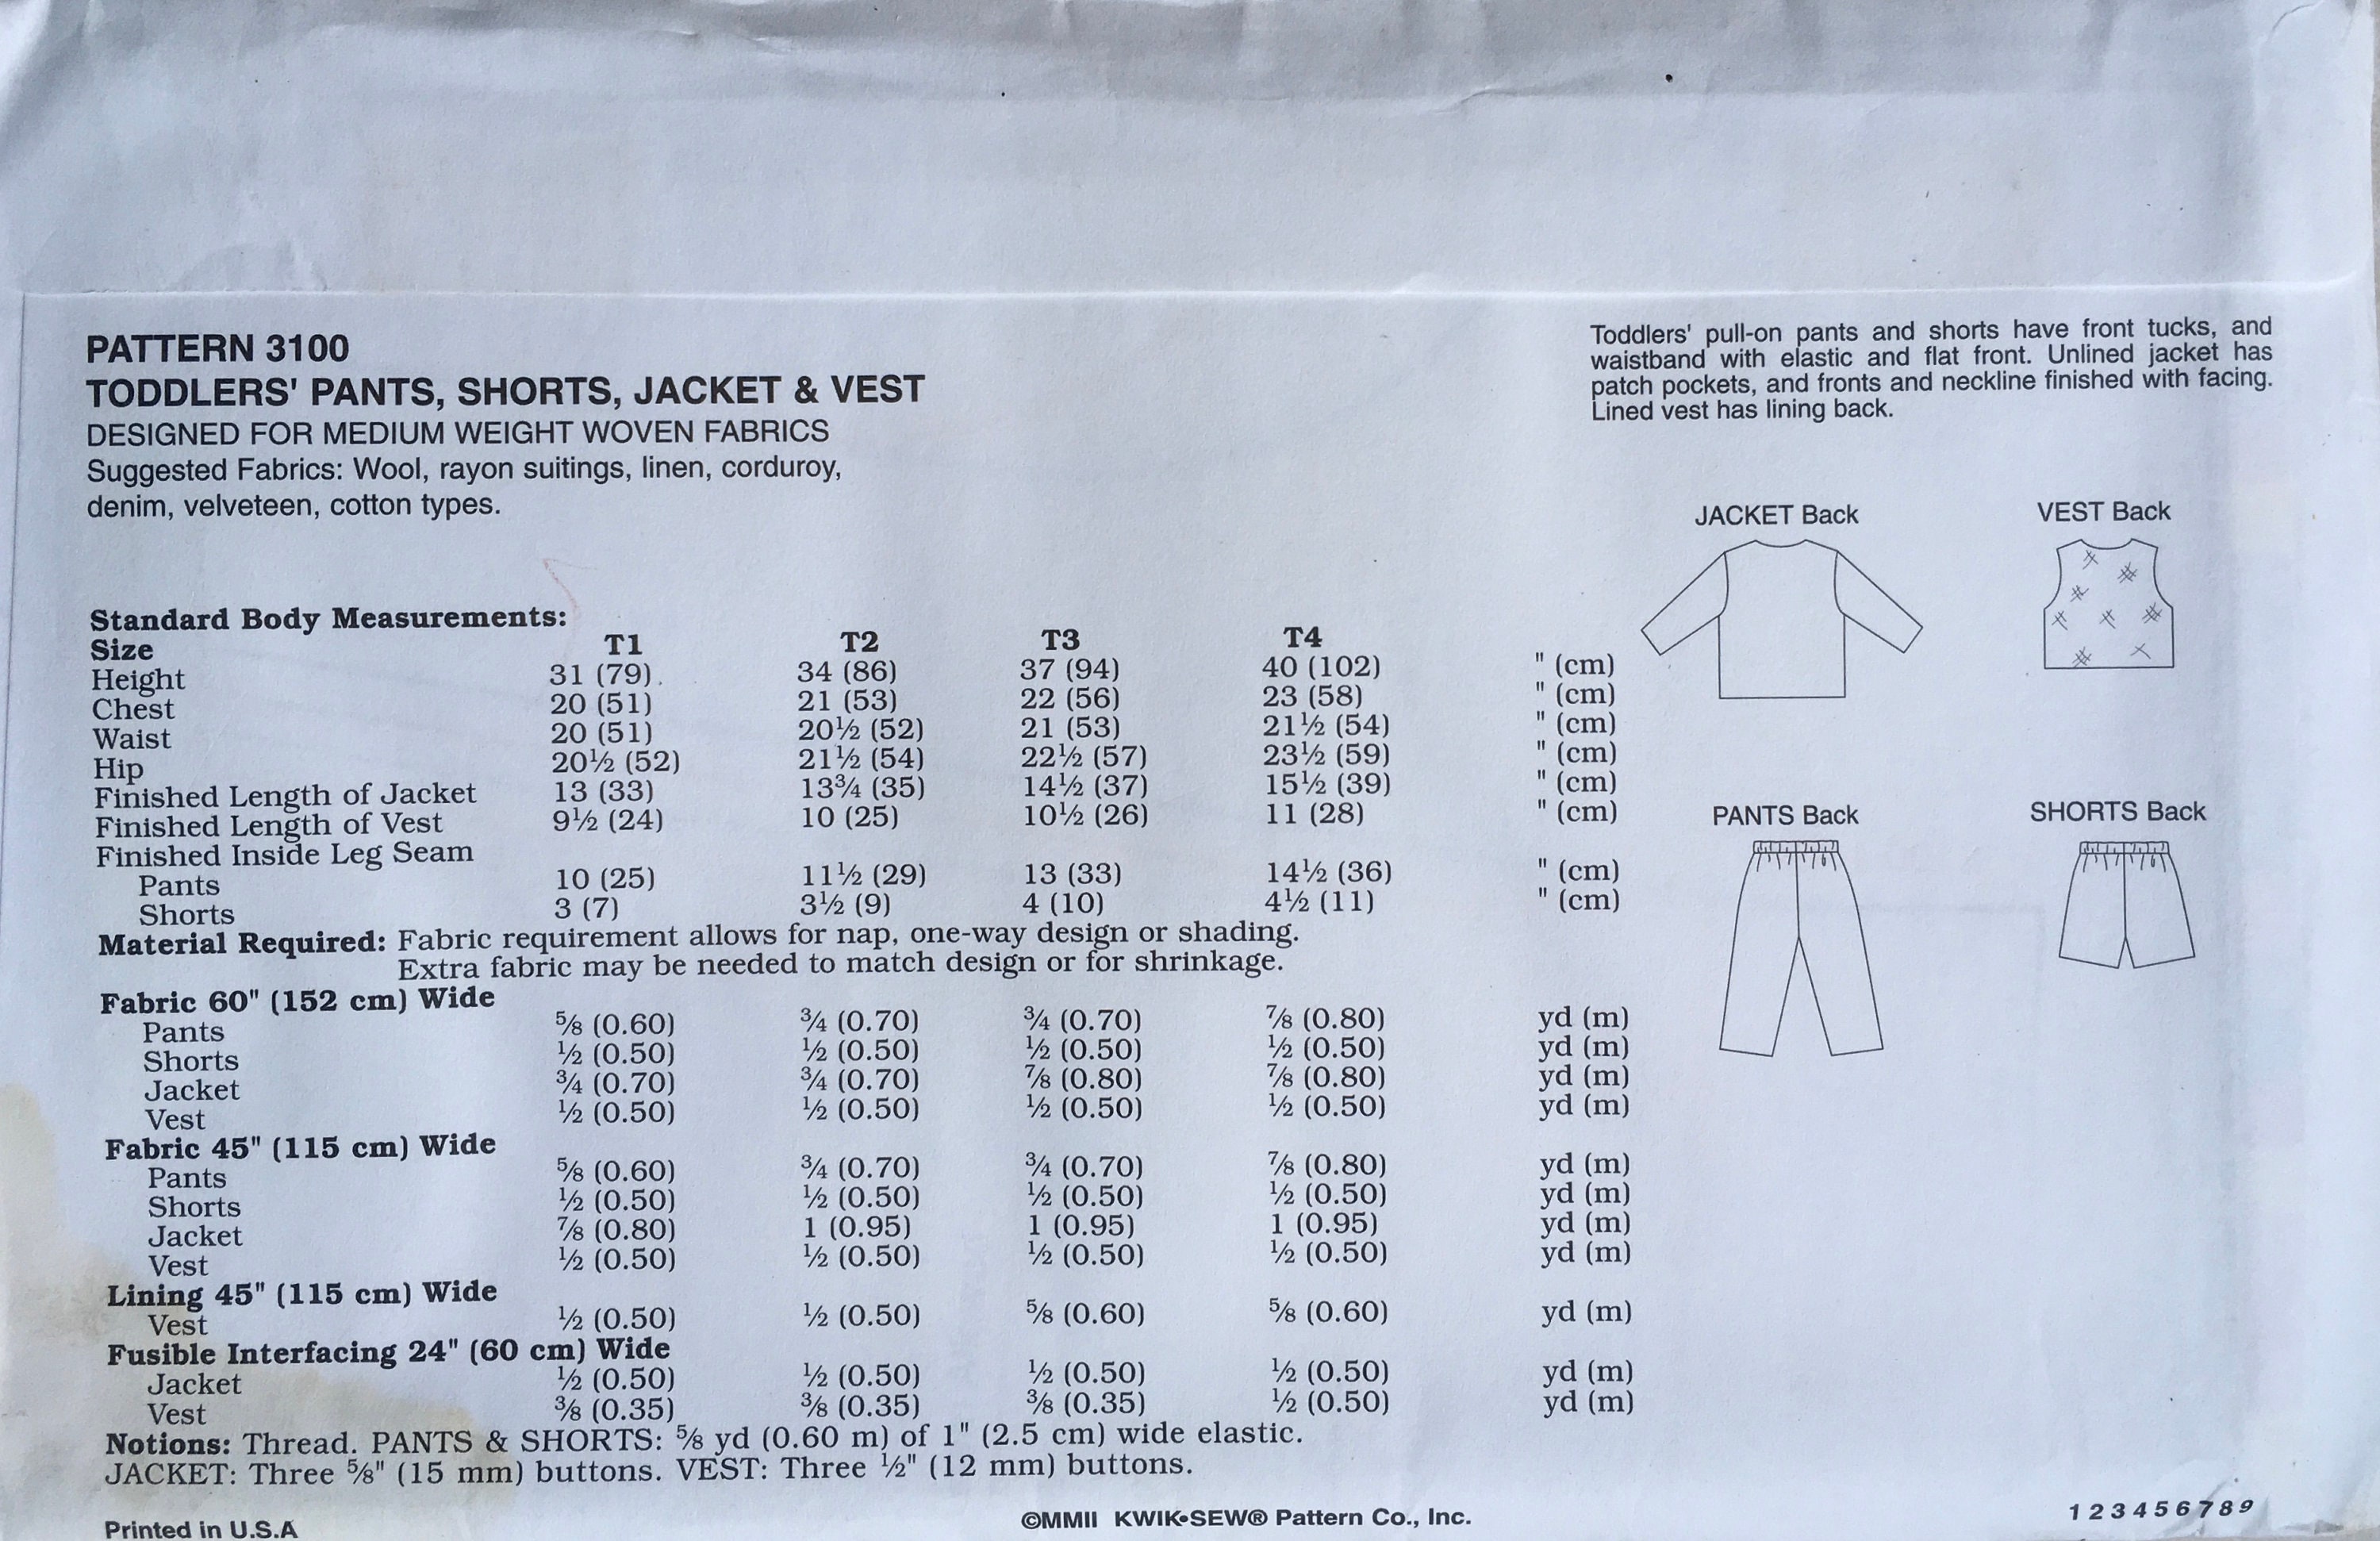 PATTERN 3100
TODDLERS' PANTS, SHORTS, JACKET & VEST
DESIGNED FOR MEDIUM WEIGHT WOVEN FABRICS
Suggested Fabrics: Wool, rayon suitings, linen, corduroy,
denim, velveteen, cotton types.
Toddlers' pull-on pants and shorts have front tucks, and
waistband with elastic and flat front. Unlined jacket has
patch pockets, and fronts and neckline finished with facing.
Lined vest has lining back.
JACKET Back VEST Back
PANTS Back SHORTS Back
Standard Body Measurements:
Size T1 T2 T3 T4
Height 31 (79) 34 (86) 37 (94) 40 (102) " (cm)
Chest 20 (51) 21 (53) 22 (56) 23 (58) " (cm)
Waist 20 (51) 20½ (52) 21 (53) 21½ (54) " (cm)
Hip 20½ (52) 21½ (54) 22½ (57) 23½ (59) " (cm)
Finished Length of Jacket 13 (33) 13¾ (35) 14½ (37) 15½ (39) " (cm)
Finished Length of Vest 9½ (24) 10 (25) 10½ (26) 11 (28) " (cm)
Finished Inside Leg Seam
Pants 10 (25) 11½ (29) 13 (33) 14½ (36) " (cm)
Shorts 3 (7) 3½ (9) 4 (10) 4½ (11) " (cm)
Material Required: Fabric requirement allows for nap, one-way design or shading.
Extra fabric may be needed to match design or for shrinkage.
Fabric 60" (152 cm) Wide
Pants ⅝ (0.60) ¾ (0.70) ¾ (0.70) ⅞ (0.80) yd (m)
Shorts ½ (0.50) ½ (0.50) ½ (0.50) ½ (0.50) yd (m)
Jacket ¾ (0.70) ¾ (0.70) ⅞ (0.80) ⅞ (0.80) yd (m)
Vest ½ (0.50) ½ (0.50) ½ (0.50) ½ (0.50) yd (m)
Fabric 45" (115 cm) Wide
Pants ⅝ (0.60) ¾ (0.70) ¾ (0.70) ⅞ (0.80) yd (m)
Shorts ½ (0.50) ½ (0.50) ½ (0.50) ½ (0.50) yd (m)
Jacket ⅞ (0.80) 1 (0.95) 1 (0.95) 1 (0.95) yd (m)
Vest ½ (0.50) ½ (0.50) ½ (0.50) ½ (0.50) yd (m)
Lining 45" (115 cm) Wide
Vest ½ (0.50) ½ (0.50) ⅝ (0.60) ⅝ (0.60) yd (m)
Fusible Interfacing 24" (60 cm) Wide
Jacket ½ (0.50) ½ (0.50) ½ (0.50) ½ (0.50) yd (m)
Vest ⅜ (0.35) ⅜ (0.35) ⅜ (0.35) ½ (0.50) yd (m)
Notions: Thread. PANTS & SHORTS: ⅝ yd (0.60 m) of 1" (2.5 cm) wide elastic.
JACKET: Three ⅝" (15 mm) buttons. VEST: Three ½" (12 mm) buttons.
Printed in U.S.A ©MMII KWIK•SEW® Pattern Co., Inc. 1 2 3 4 5 6 7 8 9